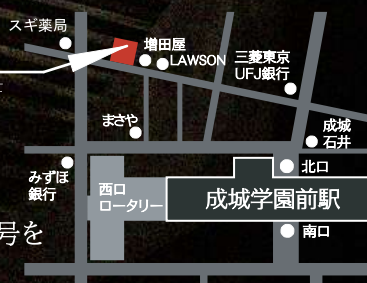 スギ薬局
増田屋
LAWSON
三菱東京
UFJ銀行
まさや
成城
石井
みずほ
銀行
西口
ロータリー
北口
成城学園前駅
南口
号を